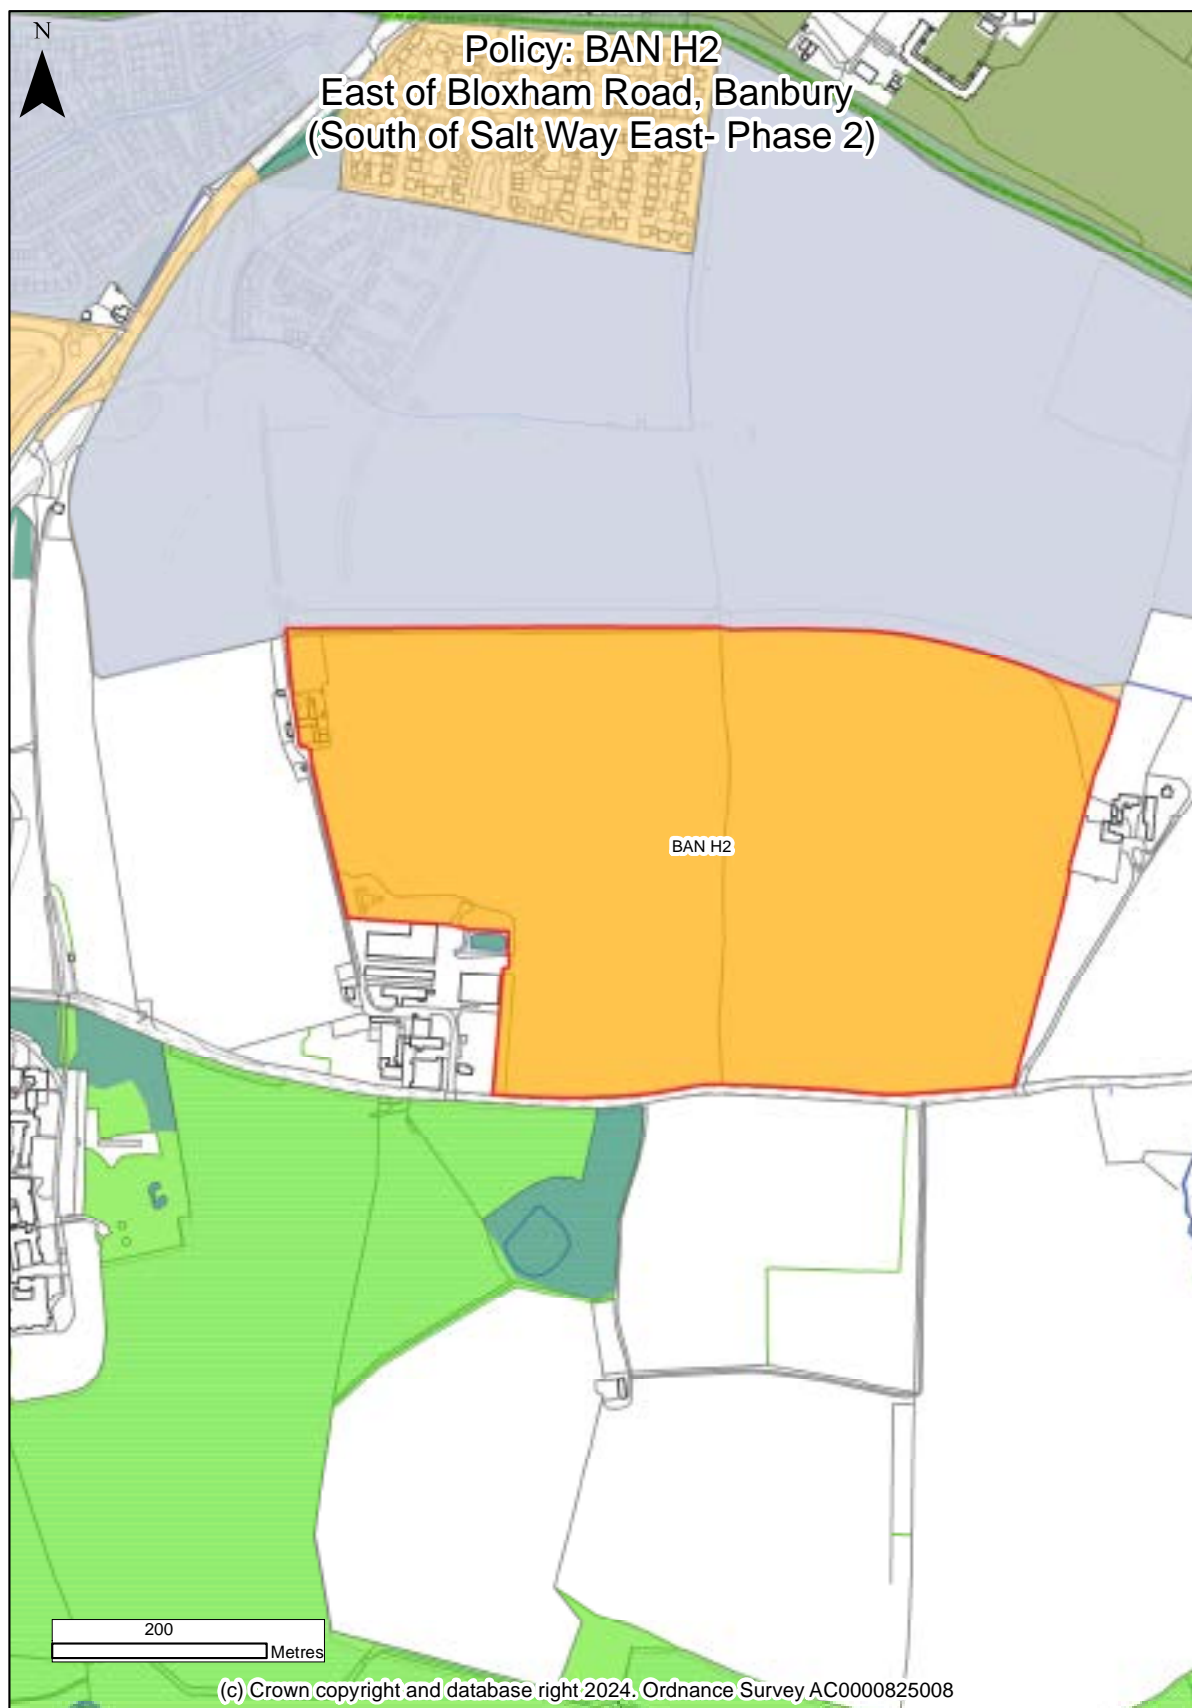 N
Policy: BAN H2
East of Bloxham Road, Banbury
(South of Salt Way East- Phase 2)
BAN H2
200
Metres
(c) Crown copyright and database right 2024. Ordnance Survey AC0000825008